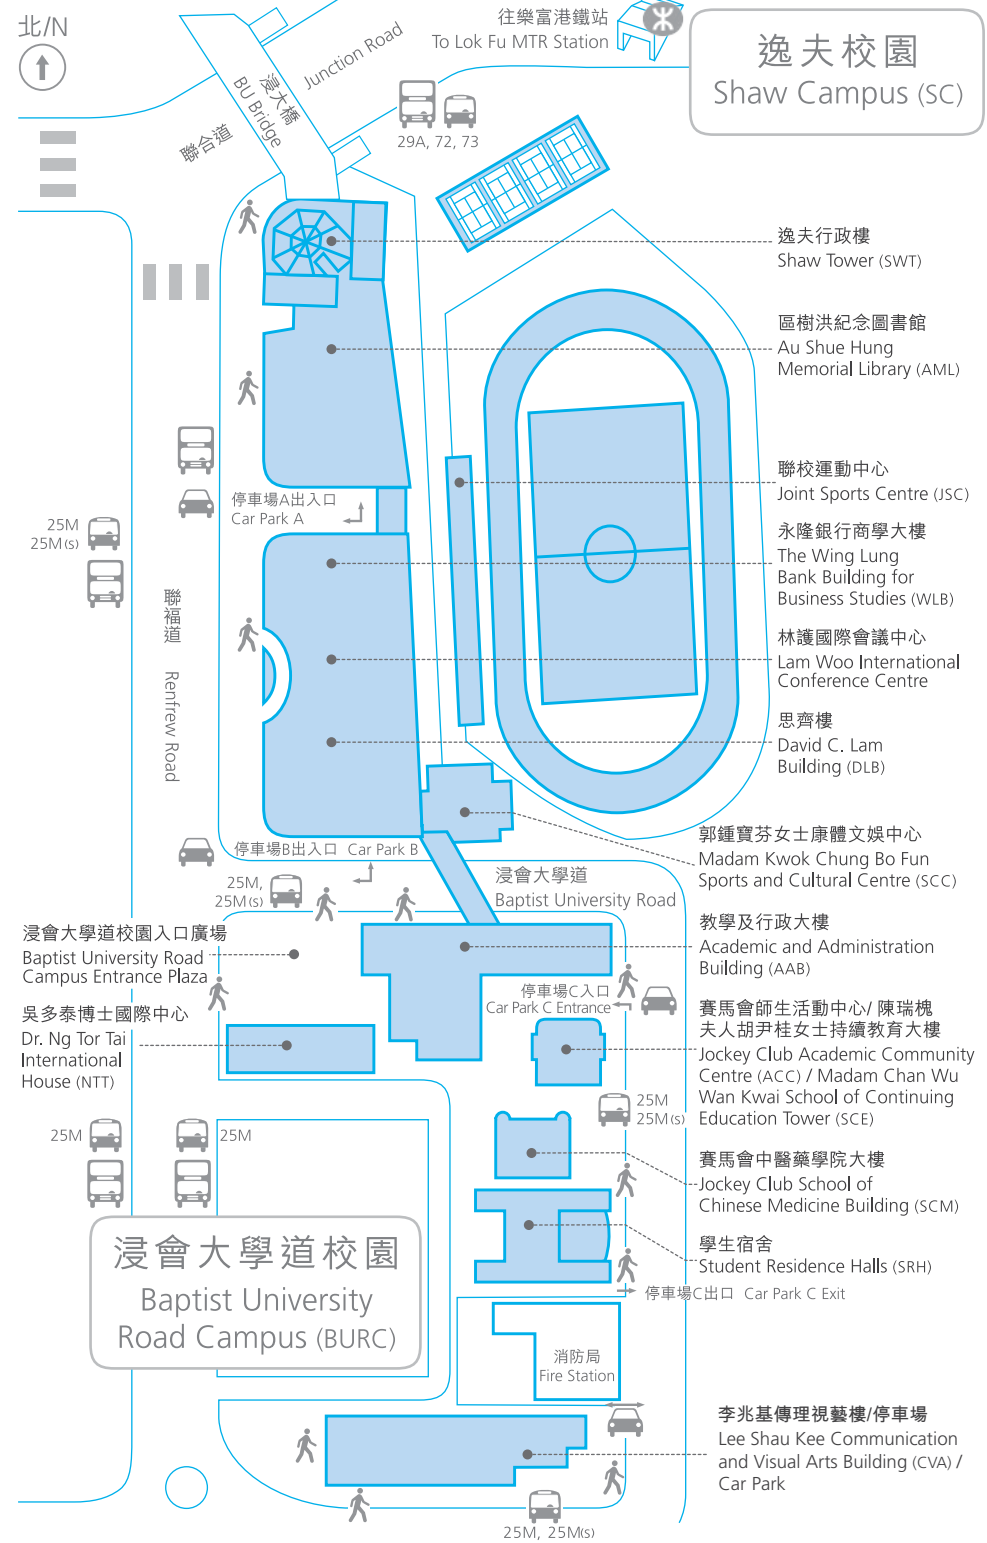 北/N
往樂富港鐵站
To Lok Fu MTR Station
逸夫校園
Shaw Campus (SC)
Junction Road
浸大橋
BU Bridge
聯合道
29A, 72, 73
逸夫行政樓
Shaw Tower (SWT)
區樹洪紀念圖書館
Au Shue Hung
Memorial Library (AML)
聯校運動中心
Joint Sports Centre (JSC)
停車場A出入口
Car Park A
25M
25M(s)
永隆銀行商學大樓
The Wing Lung
Bank Building for
Business Studies (WLB)
聯福道
Renfrew Road
林護國際會議中心
Lam Woo International
Conference Centre
思齊樓
David C. Lam
Building (DLB)
郭鍾寶芬女士康體文娛中心
Madam Kwok Chung Bo Fun
Sports and Cultural Centre (SCC)
停車場B出入口 Car Park B
25M,
25M(s)
浸會大學道
Baptist University Road
浸會大學道校園入口廣場
Baptist University Road
Campus Entrance Plaza
教學及行政大樓
Academic and Administration
Building (AAB)
停車場C入口
Car Park C Entrance
吳多泰博士國際中心
Dr. Ng Tor Tai
International
House (NTT)
賽馬會師生活動中心/ 陳瑞槐
夫人胡尹桂女士持續教育大樓
Jockey Club Academic Community
Centre (ACC) / Madam Chan Wu
Wan Kwai School of Continuing
Education Tower (SCE)
25M
25M(s)
25M
25M
賽馬會中醫藥學院大樓
Jockey Club School of
Chinese Medicine Building (SCM)
浸會大學道校園
Baptist University
Road Campus (BURC)
學生宿舍
Student Residence Halls (SRH)
停車場C出口 Car Park C Exit
消防局
Fire Station
李兆基傳理視藝樓/停車場
Lee Shau Kee Communication
and Visual Arts Building (CVA) /
Car Park
25M, 25M(s)